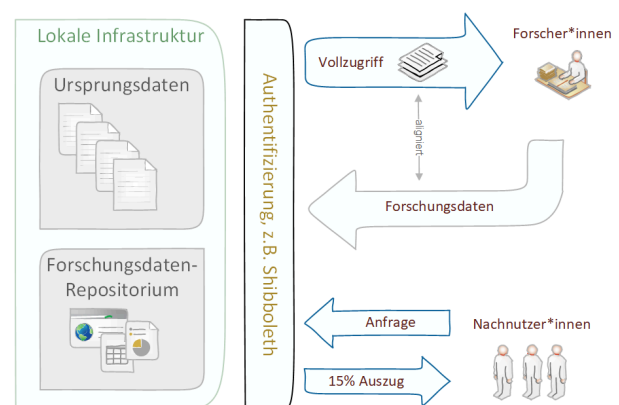 Lokale Infrastruktur
Ursprungsdaten
Forschungsdaten-
Repositorium
Authentifizierung, z.B. Shibboleth
Vollzugriff
Forscher*innen
aligniert
Forschungsdaten
Anfrage
Nachnutzer*innen
15% Auszug